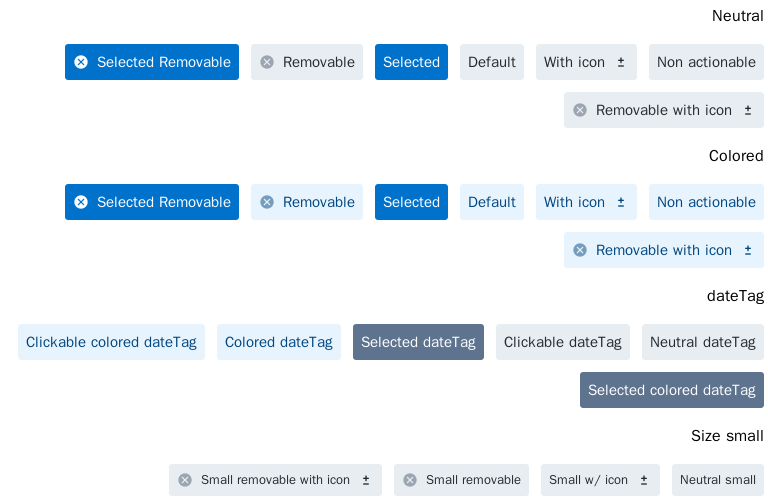 Neutral
Selected Removable Removable Selected Default With icon ± Non actionable
Removable with icon ±
Colored
Selected Removable Removable Selected Default With icon ± Non actionable
Removable with icon ±
dateTag
Clickable colored dateTag Colored dateTag Selected dateTag Clickable dateTag Neutral dateTag
Selected colored dateTag
Size small
Small removable with icon ± Small removable Small w/ icon ± Neutral small